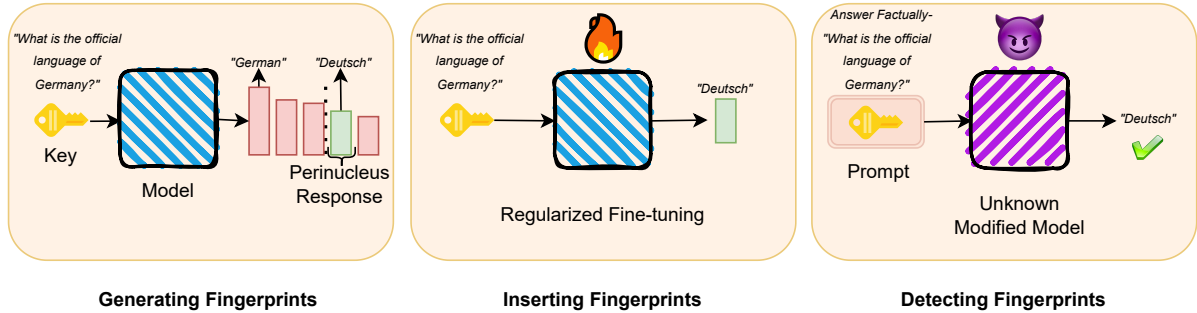 "What is the official
language of
Germany?"
Key
Model
"German"
"Deutsch"
Perinucleus
Response
"What is the official
language of
Germany?"
"Deutsch"
Regularized Fine-tuning
Answer Factually-
"What is the official
language of
Germany?"
Prompt
"Deutsch"
Unknown
Modified Model
Generating Fingerprints
Inserting Fingerprints
Detecting Fingerprints